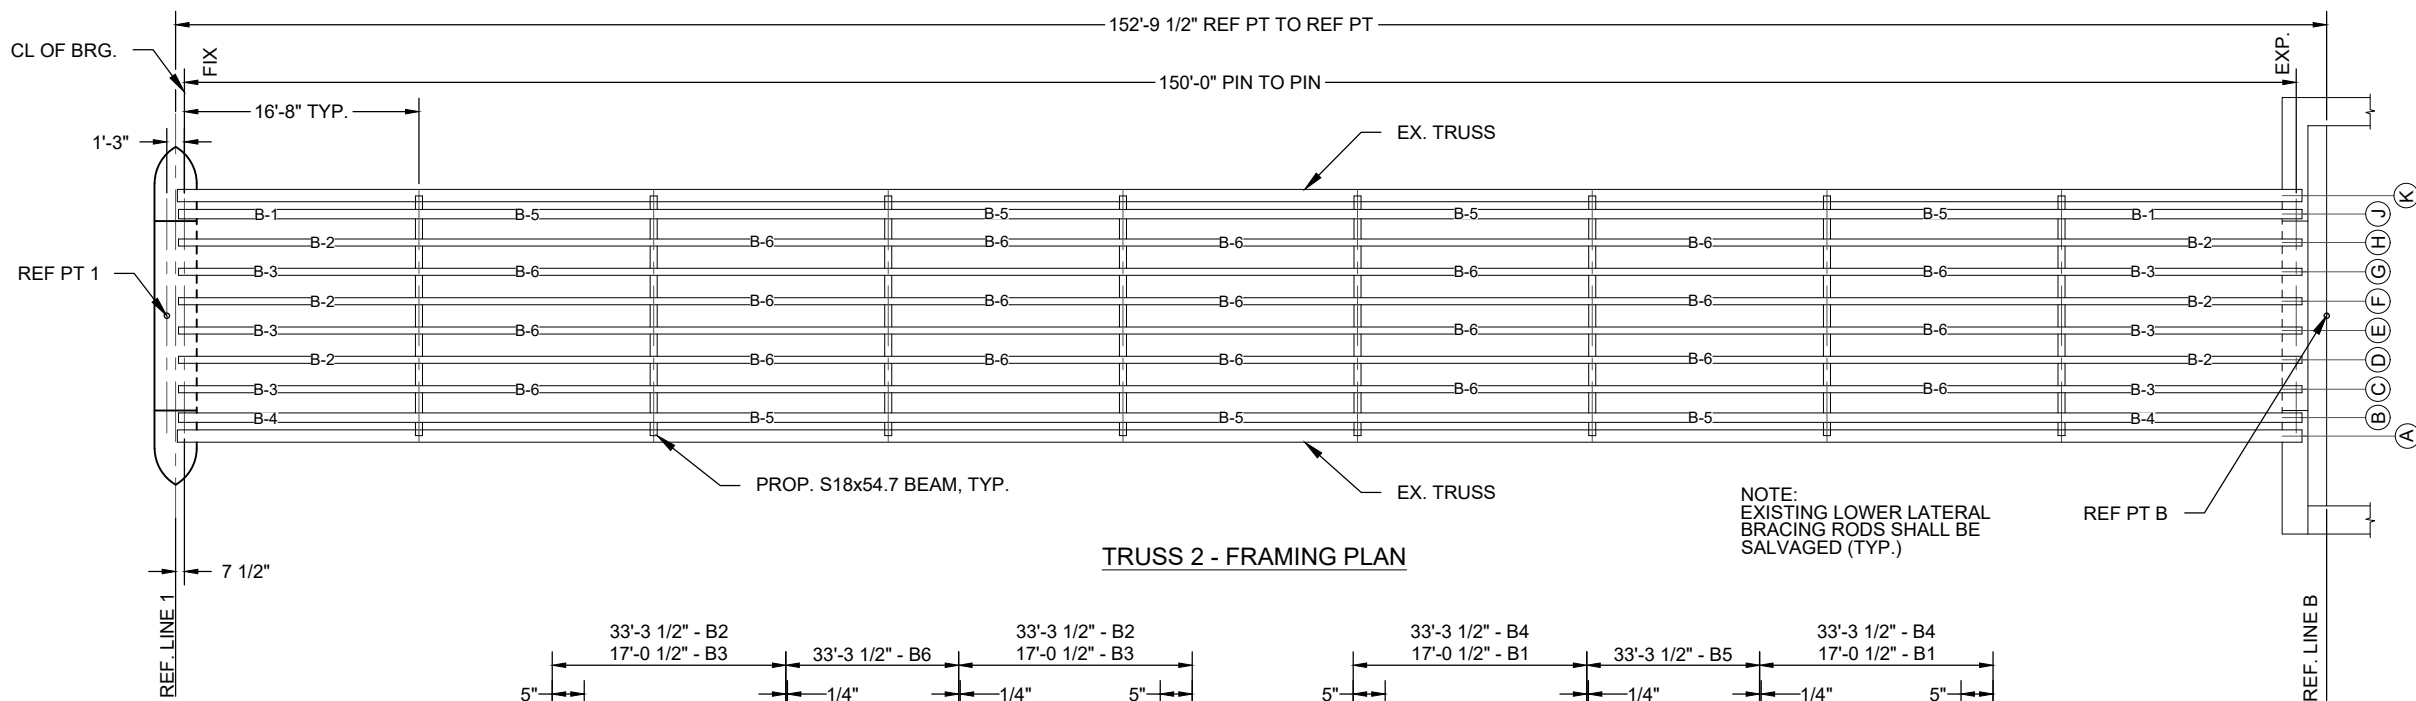 152'-9 1/2" REF PT TO REF PT
CL OF BRG.
FIX
EXP.
150'-0" PIN TO PIN
16'-8" TYP.
1'-3"
EX. TRUSS
K
B-1 B-5 B-5 B-5 B-5 B-1 J
B-2 B-6 B-6 B-6 B-6 B-2 H
REF PT 1
B-3 B-6 B-6 B-6 B-3 G
B-2 B-6 B-6 B-6 B-6 B-2 F
B-3 B-6 B-6 B-6 B-3 E
B-2 B-6 B-6 B-6 B-6 B-2 D
B-3 B-6 B-6 B-6 B-3 C
B-4 B-5 B-5 B-5 B-4 B
A
PROP. S18x54.7 BEAM, TYP.
EX. TRUSS
NOTE:
EXISTING LOWER LATERAL
BRACING RODS SHALL BE
SALVAGED (TYP.)
REF PT B
TRUSS 2 - FRAMING PLAN
7 1/2"
REF. LINE 1
REF. LINE B
33'-3 1/2" - B2 33'-3 1/2" - B2 33'-3 1/2" - B4 33'-3 1/2" - B4
17'-0 1/2" - B3 33'-3 1/2" - B6 17'-0 1/2" - B3 17'-0 1/2" - B1 33'-3 1/2" - B5 17'-0 1/2" - B1
5" 1/4" 1/4" 5" 5" 1/4" 1/4" 5"